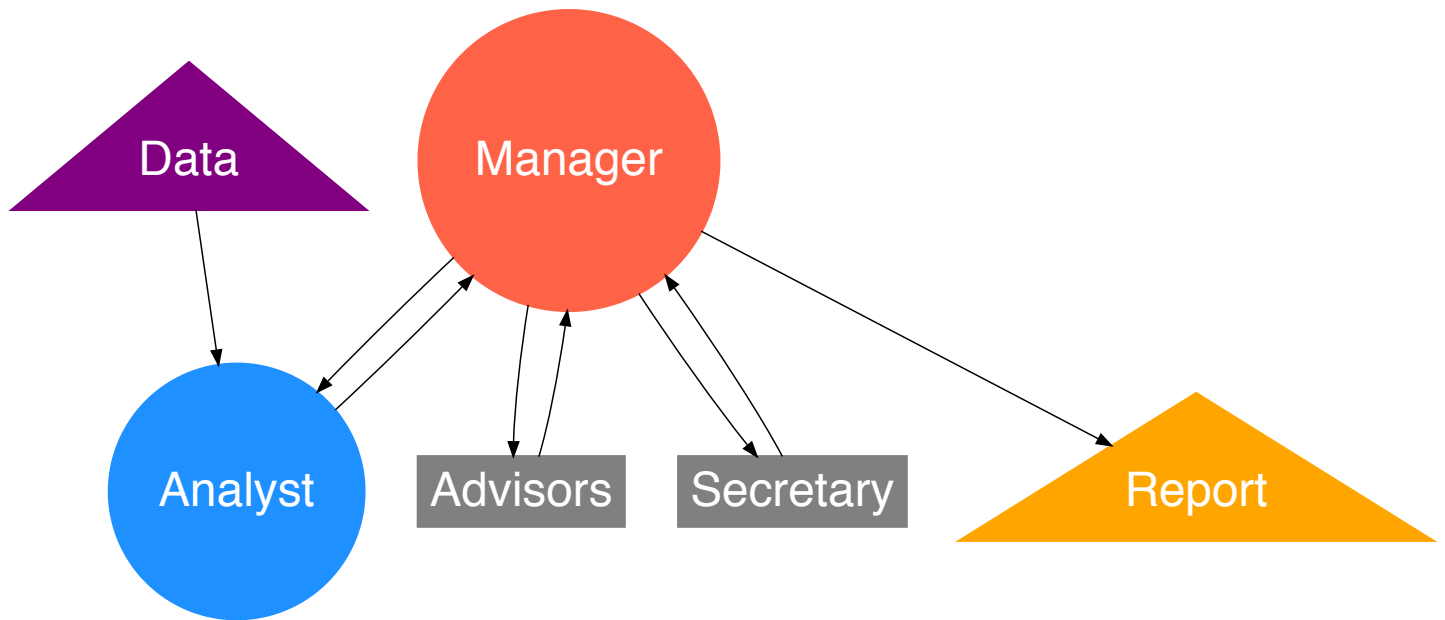 Data
Manager
Analyst
Advisors
Secretary
Report